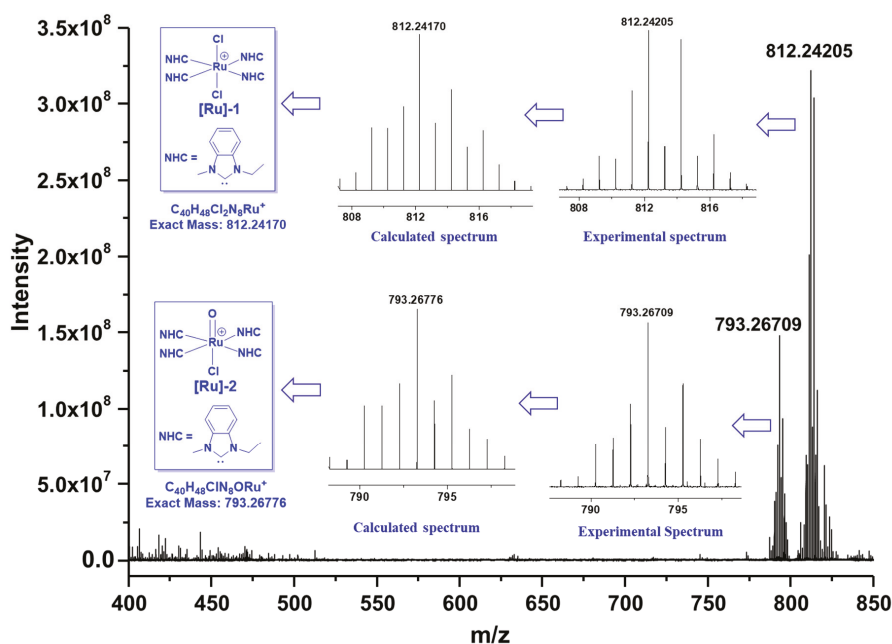 3.5x10⁸
3.0x10⁸
2.5x10⁸
2.0x10⁸
1.5x10⁸
1.0x10⁸
5.0x10⁷
0.0
Intensity
400 450 500 550 600 650 700 750 800 850
m/z
Cl
NHC NHC
Ru⊕
NHC NHC
Cl
[Ru]-1
NHC =
N N
C₄₀H₄₈Cl₂N₈Ru⁺
Exact Mass: 812.24170
812.24170
808 812 816
Calculated spectrum
812.24205
808 812 816
Experimental spectrum
812.24205
O
NHC NHC
Ru⊕
NHC NHC
Cl
[Ru]-2
NHC =
N N
C₄₀H₄₈ClN₈ORu⁺
Exact Mass: 793.26776
793.26776
790 795
Calculated spectrum
793.26709
790 795
Experimental Spectrum
793.26709